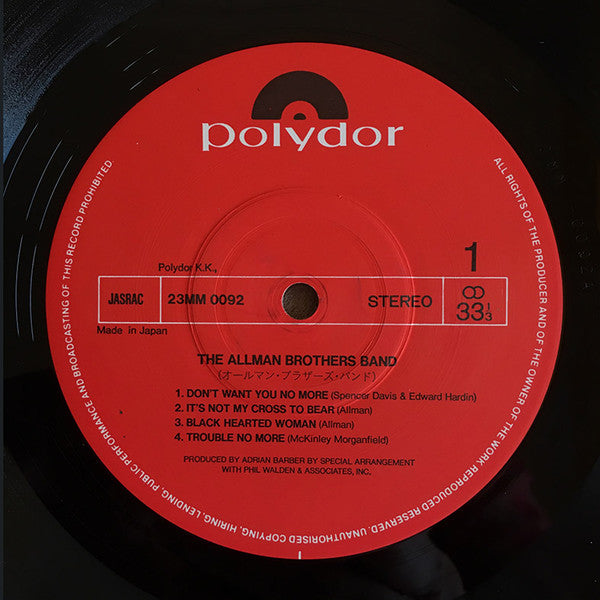 polydor
ALL RIGHTS OF THE PRODUCER AND OF THE OWNER OF THE WORK REPRODUCED RESERVED. UNAUTHORISED COPYING, HIRING, LENDING, PUBLIC PERFORMANCE AND BROADCASTING OF THIS RECORD PROHIBITED.
1
Polydor K.K.,
JASRAC 23MM 0092 STEREO 33 1/3
Made in Japan
THE ALLMAN BROTHERS BAND
(オールマン・ブラザーズ・バンド)
1. DON'T WANT YOU NO MORE (Spencer Davis & Edward Hardin)
2. IT'S NOT MY CROSS TO BEAR (Allman)
3. BLACK HEARTED WOMAN (Allman)
4. TROUBLE NO MORE (McKinley Morganfield)
PRODUCED BY ADRIAN BARBER BY SPECIAL ARRANGEMENT
WITH PHIL WALDEN & ASSOCIATES, INC.